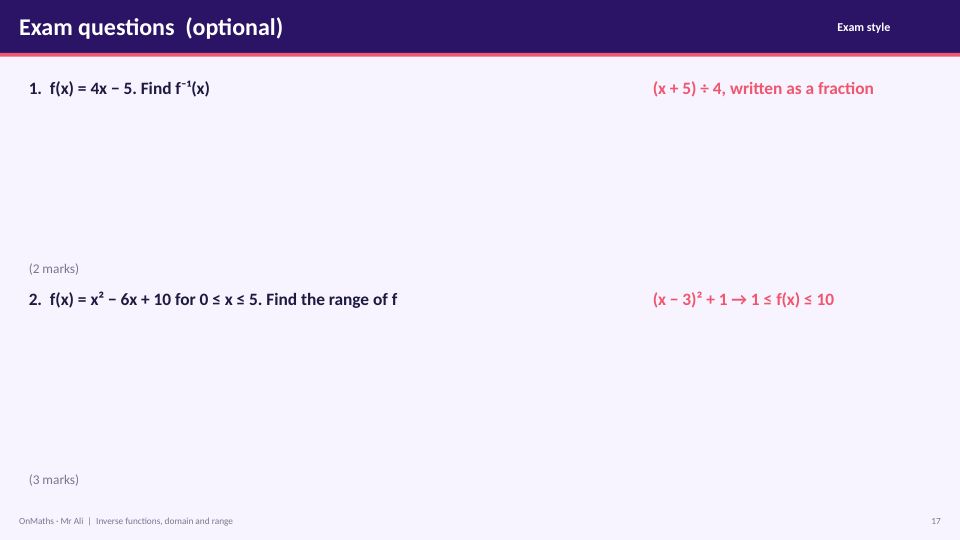 Exam questions  (optional)
Exam style
1.  f(x) = 4x − 5. Find f⁻¹(x)
(x + 5) ÷ 4, written as a fraction
(2 marks)
2.  f(x) = x² − 6x + 10 for 0 ≤ x ≤ 5. Find the range of f
(x − 3)² + 1 → 1 ≤ f(x) ≤ 10
(3 marks)
OnMaths - Mr Ali  |  Inverse functions, domain and range
17